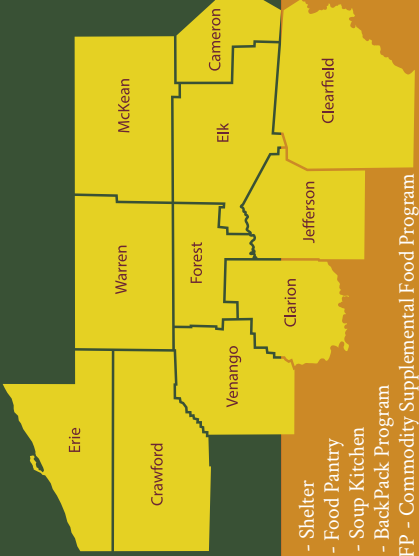 Erie
Crawford
Warren
McKean
Forest
Venango
Elk
Cameron
Clarion
Jefferson
Clearfield
- Shelter
- Food Pantry
- Soup Kitchen
- BackPack Program
FP - Commodity Supplemental Food Program